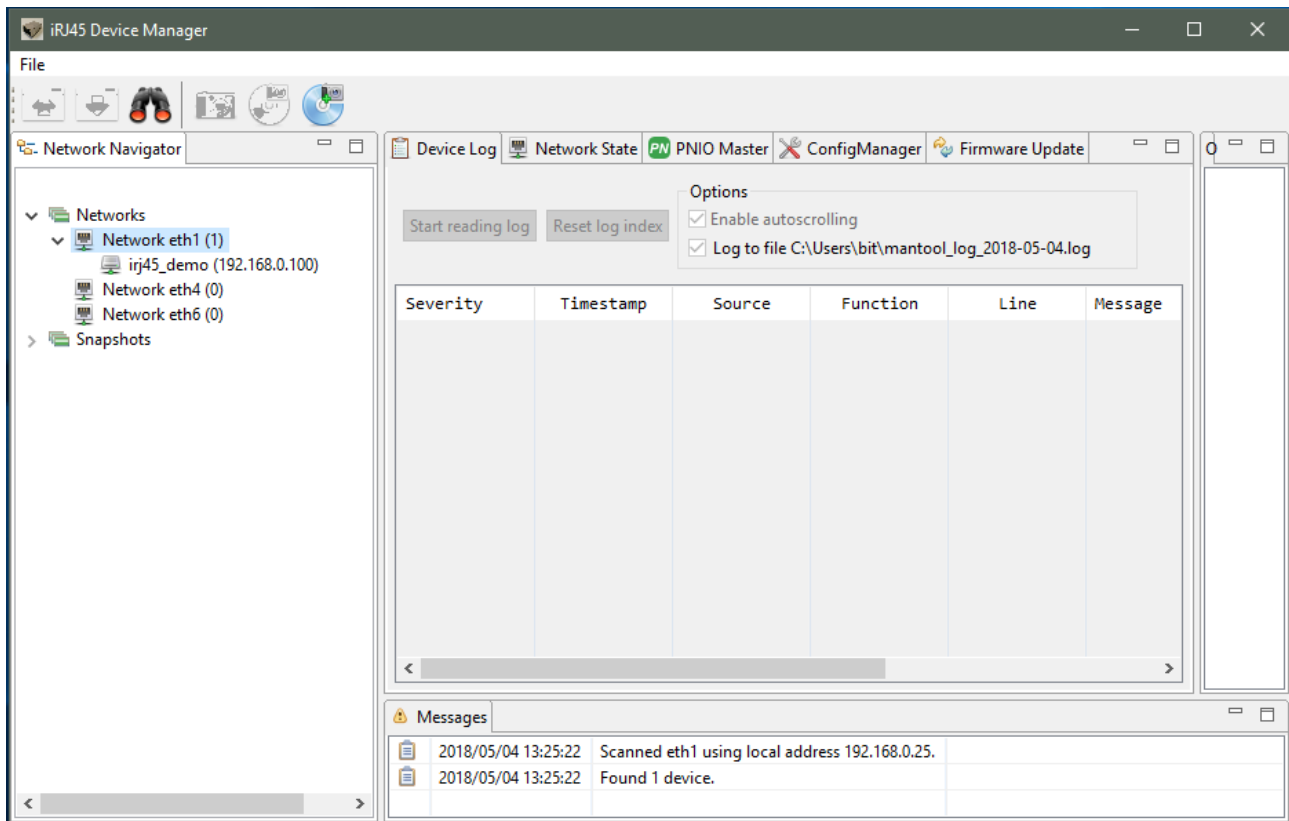 iRJ45 Device Manager
File
Network Navigator
Networks
Network eth1 (1)
irj45_demo (192.168.0.100)
Network eth4 (0)
Network eth6 (0)
Snapshots
Device Log Network State PN PNIO Master ConfigManager Firmware Update
Options
Start reading log Reset log index
Enable autoscrolling
Log to file C:\Users\bit\mantool_log_2018-05-04.log
Severity Timestamp Source Function Line Message
Messages
2018/05/04 13:25:22 Scanned eth1 using local address 192.168.0.25.
2018/05/04 13:25:22 Found 1 device.